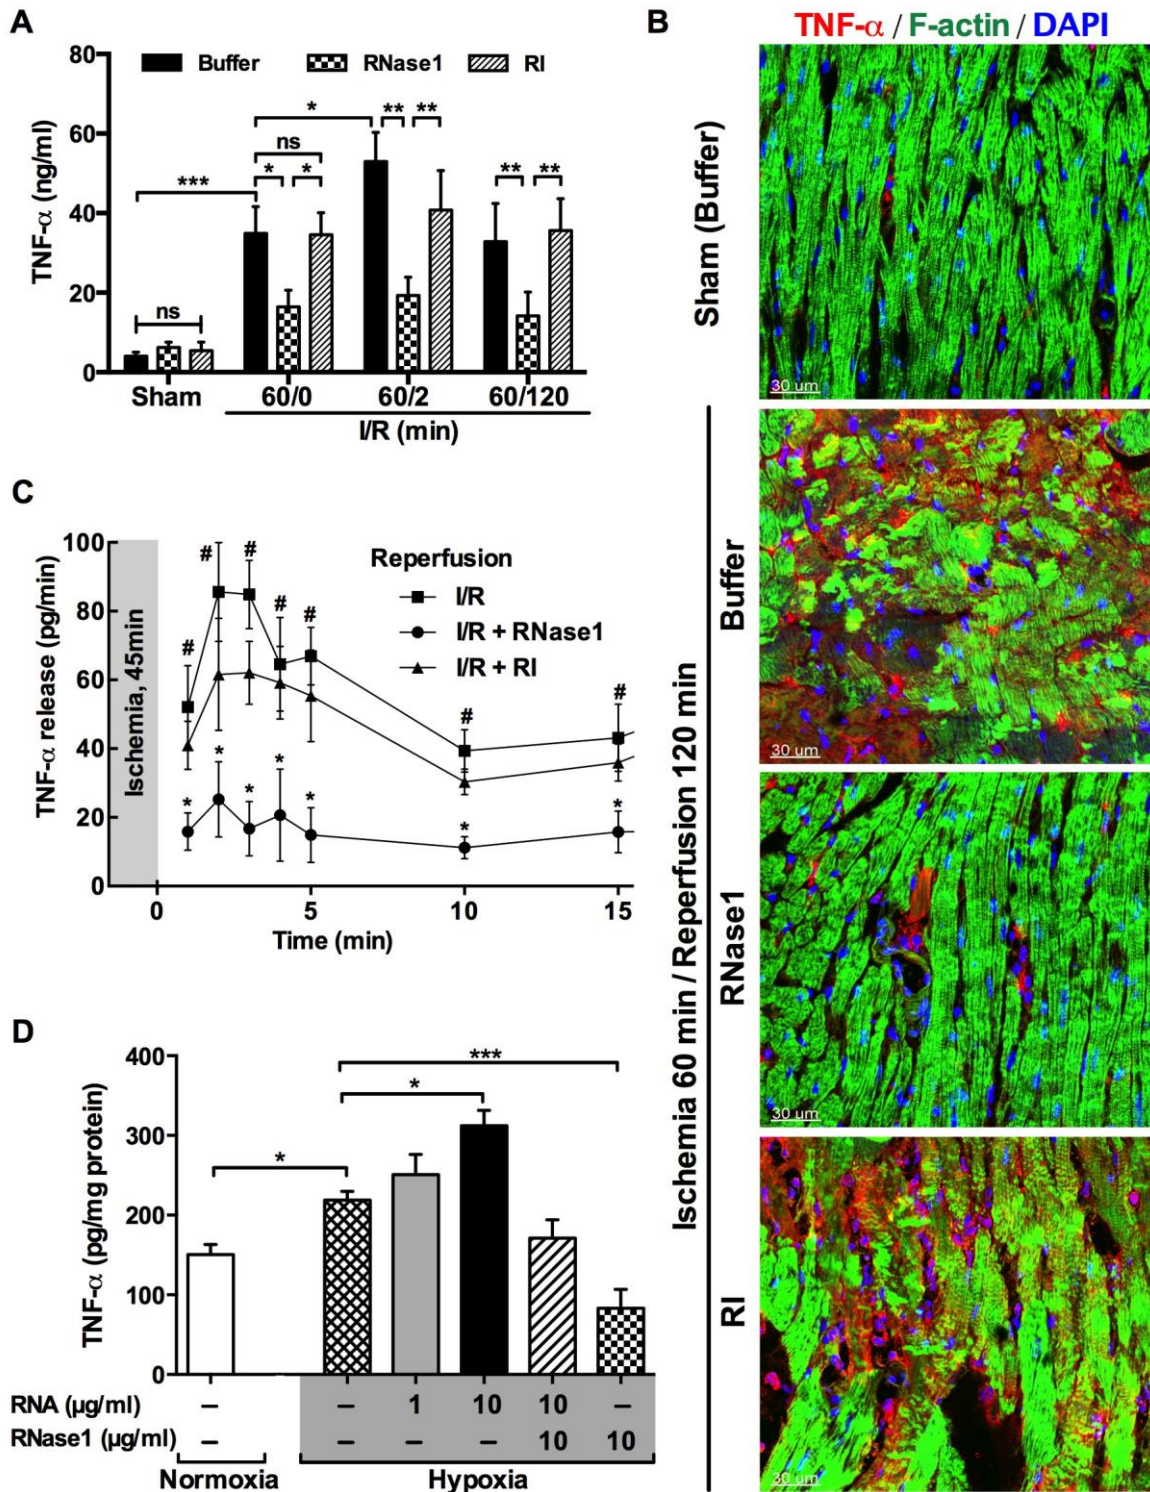 A
Buffer RNase1 RI
TNF-α (ng/ml)
80
60
40
20
0
*** * ns * * ** ** ** **
ns
Sham 60/0 60/2 60/120
I/R (min)
B
TNF-α / F-actin / DAPI
Sham (Buffer)
30 um
Ischemia 60 min / Reperfusion 120 min
Buffer
30 um
RNase1
30 um
RI
30 um
C
TNF-α release (pg/min)
100
80
60
40
20
0
Ischemia, 45min
Reperfusion
I/R
I/R + RNase1
I/R + RI
# # # # # # #
* * * * * * *
0 5 10 15
Time (min)
D
TNF-α (pg/mg protein)
400
300
200
100
0
***
*
*
RNA (µg/ml) – – 1 10 10 –
RNase1 (µg/ml) – – – – 10 10
Normoxia Hypoxia